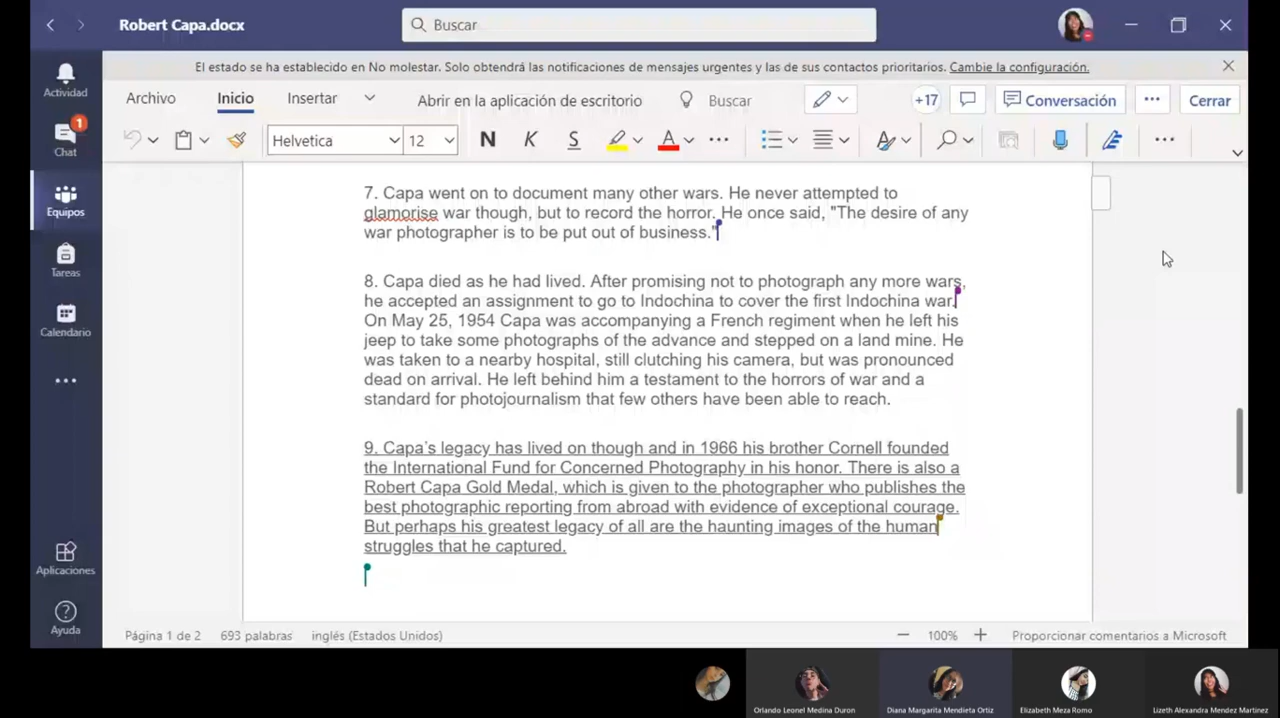 Robert Capa.docx
Buscar
El estado se ha establecido en No molestar. Solo obtendrá las notificaciones de mensajes urgentes y las de sus contactos prioritarios. Cambie la configuración.
Actividad
Archivo
Inicio
Insertar
Abrir en la aplicación de escritorio
Buscar
+17
Conversación
Cerrar
1
Chat
Helvetica
12
N
K
S
A
Equipos
Tareas
Calendario
Aplicaciones
Ayuda
7. Capa went on to document many other wars. He never attempted to
glamorise war though, but to record the horror. He once said, "The desire of any
war photographer is to be put out of business."
8. Capa died as he had lived. After promising not to photograph any more wars,
he accepted an assignment to go to Indochina to cover the first Indochina war.
On May 25, 1954 Capa was accompanying a French regiment when he left his
jeep to take some photographs of the advance and stepped on a land mine. He
was taken to a nearby hospital, still clutching his camera, but was pronounced
dead on arrival. He left behind him a testament to the horrors of war and a
standard for photojournalism that few others have been able to reach.
9. Capa’s legacy has lived on though and in 1966 his brother Cornell founded
the International Fund for Concerned Photography in his honor. There is also a
Robert Capa Gold Medal, which is given to the photographer who publishes the
best photographic reporting from abroad with evidence of exceptional courage.
But perhaps his greatest legacy of all are the haunting images of the human
struggles that he captured.
Página 1 de 2
693 palabras
inglés (Estados Unidos)
100%
Proporcionar comentarios a Microsoft
Orlando Leonel Medina Duron
Diana Margarita Mendieta Ortiz
Elizabeth Meza Romo
Lizeth Alexandra Mendez Martinez